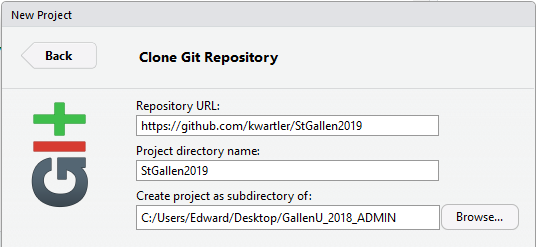 New Project
Back
Clone Git Repository
Repository URL:
https://github.com/kwartler/StGallen2019
Project directory name:
StGallen2019
Create project as subdirectory of:
C:/Users/Edward/Desktop/GallenU_2018_ADMIN
Browse...
git